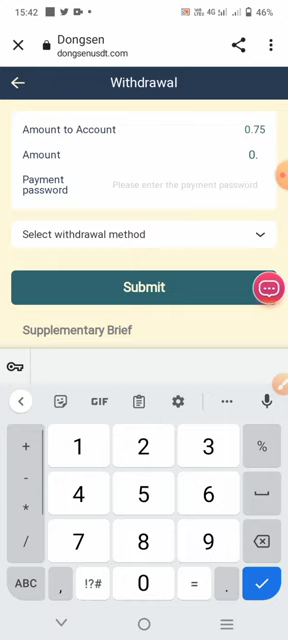 15:42
4G
46%
Dongsen
dongsenusdt.com
Withdrawal
Amount to Account 0.75
Amount 0.
Payment
password
Please enter the payment password
Select withdrawal method
Submit
Supplementary Brief
GIF
+ 1 2 3 %
- 4 5 6
*
/ 7 8 9
ABC , !?# 0 = .